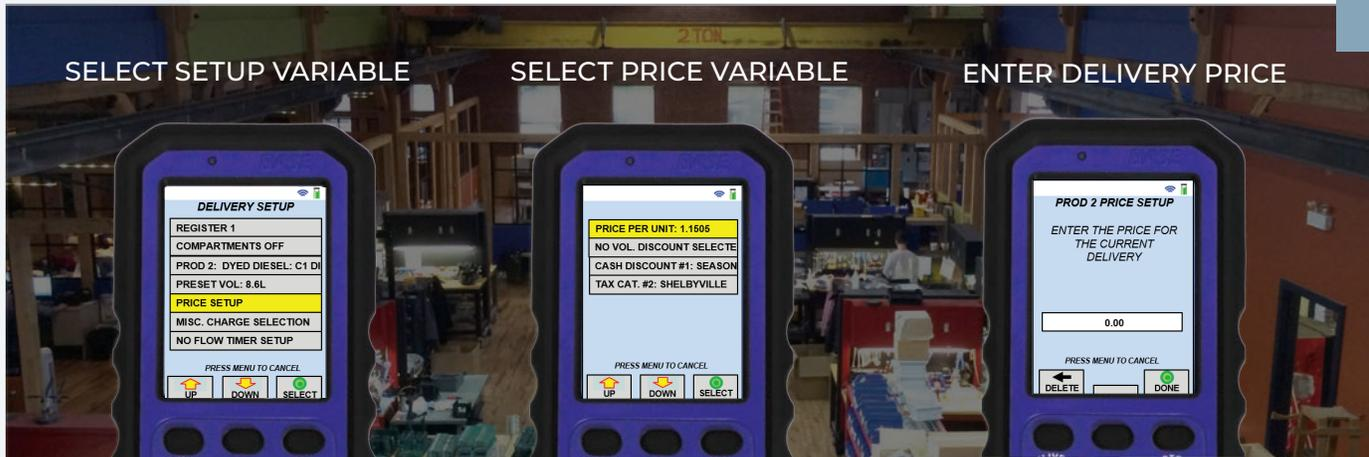 2 TON
SELECT SETUP VARIABLE
SELECT PRICE VARIABLE
ENTER DELIVERY PRICE
DELIVERY SETUP
REGISTER 1
COMPARTMENTS OFF
PROD 2: DYED DIESEL: C1 DI
PRESET VOL: 8.6L
PRICE SETUP
MISC. CHARGE SELECTION
NO FLOW TIMER SETUP
PRESS MENU TO CANCEL
UP
DOWN
SELECT
PRICE PER UNIT: 1.1505
NO VOL. DISCOUNT SELECTE
CASH DISCOUNT #1: SEASON
TAX CAT. #2: SHELBYVILLE
PRESS MENU TO CANCEL
UP
DOWN
SELECT
PROD 2 PRICE SETUP
ENTER THE PRICE FOR
THE CURRENT
DELIVERY
0.00
PRESS MENU TO CANCEL
DELETE
DONE